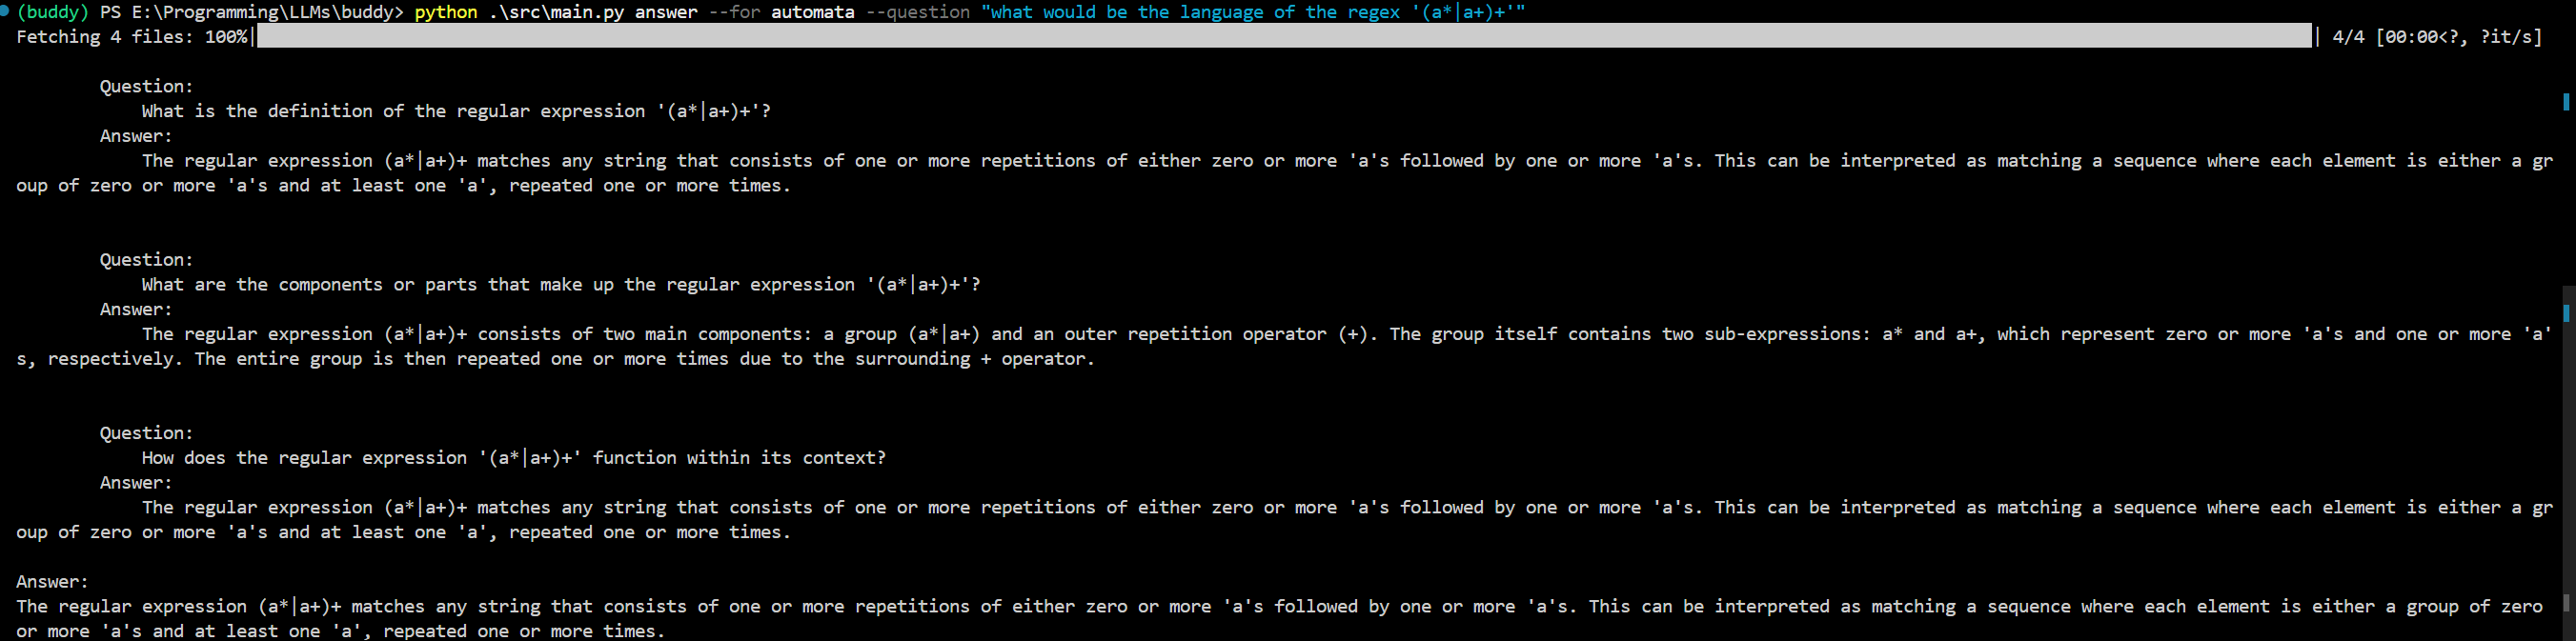 (buddy) PS E:\Programming\LLMs\buddy> python .\src\main.py answer --for automata --question "what would be the language of the regex '(a*|a+)+'"
Fetching 4 files: 100%| | 4/4 [00:00<?, ?it/s]
Question:
What is the definition of the regular expression '(a*|a+)+'?
Answer:
The regular expression (a*|a+)+ matches any string that consists of one or more repetitions of either zero or more 'a's followed by one or more 'a's. This can be interpreted as matching a sequence where each element is either a gr
oup of zero or more 'a's and at least one 'a', repeated one or more times.
Question:
What are the components or parts that make up the regular expression '(a*|a+)+'?
Answer:
The regular expression (a*|a+)+ consists of two main components: a group (a*|a+) and an outer repetition operator (+). The group itself contains two sub-expressions: a* and a+, which represent zero or more 'a's and one or more 'a'
s, respectively. The entire group is then repeated one or more times due to the surrounding + operator.
Question:
How does the regular expression '(a*|a+)+' function within its context?
Answer:
The regular expression (a*|a+)+ matches any string that consists of one or more repetitions of either zero or more 'a's followed by one or more 'a's. This can be interpreted as matching a sequence where each element is either a gr
oup of zero or more 'a's and at least one 'a', repeated one or more times.
Answer:
The regular expression (a*|a+)+ matches any string that consists of one or more repetitions of either zero or more 'a's followed by one or more 'a's. This can be interpreted as matching a sequence where each element is either a group of zero
or more 'a's and at least one 'a', repeated one or more times.